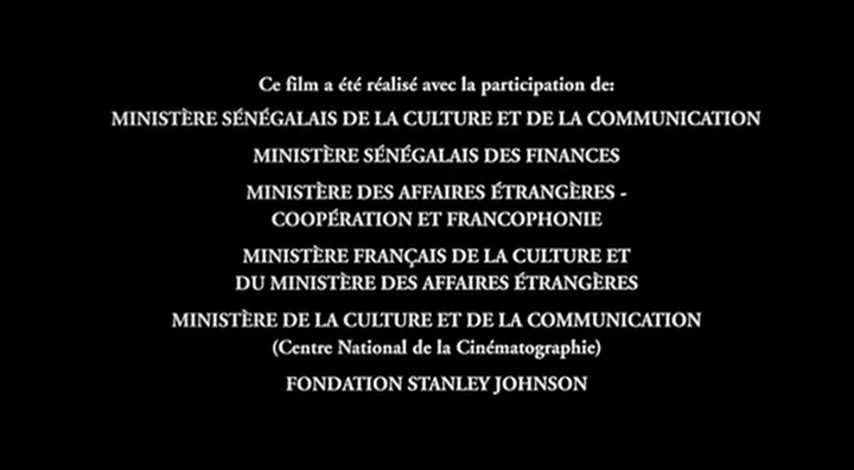 Ce film a été réalisé avec la participation de:
MINISTÈRE SÉNÉGALAIS DE LA CULTURE ET DE LA COMMUNICATION
MINISTÈRE SÉNÉGALAIS DES FINANCES
MINISTÈRE DES AFFAIRES ÉTRANGÈRES -
COOPÉRATION ET FRANCOPHONIE
MINISTÈRE FRANÇAIS DE LA CULTURE ET
DU MINISTÈRE DES AFFAIRES ÉTRANGÈRES
MINISTÈRE DE LA CULTURE ET DE LA COMMUNICATION
(Centre National de la Cinématographie)
FONDATION STANLEY JOHNSON